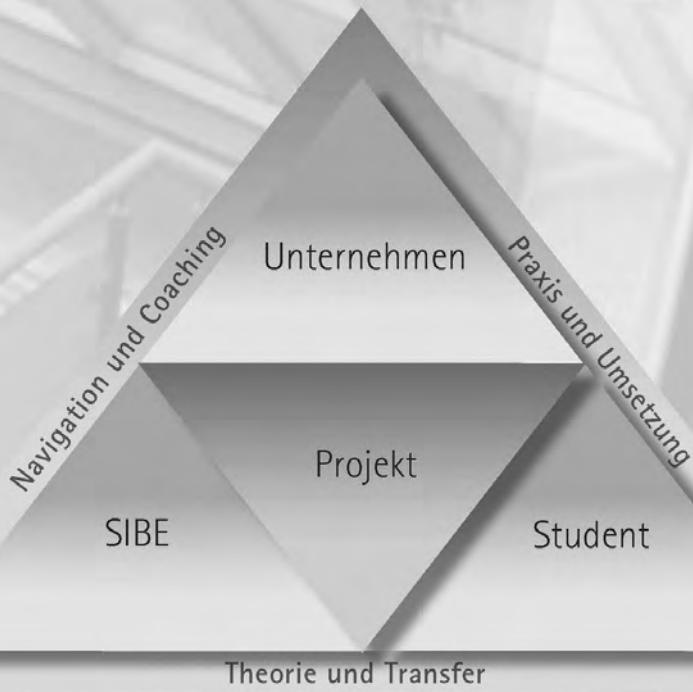 Unternehmen
Navigation und Coaching
Praxis und Umsetzung
Projekt
SIBE
Student
Theorie und Transfer